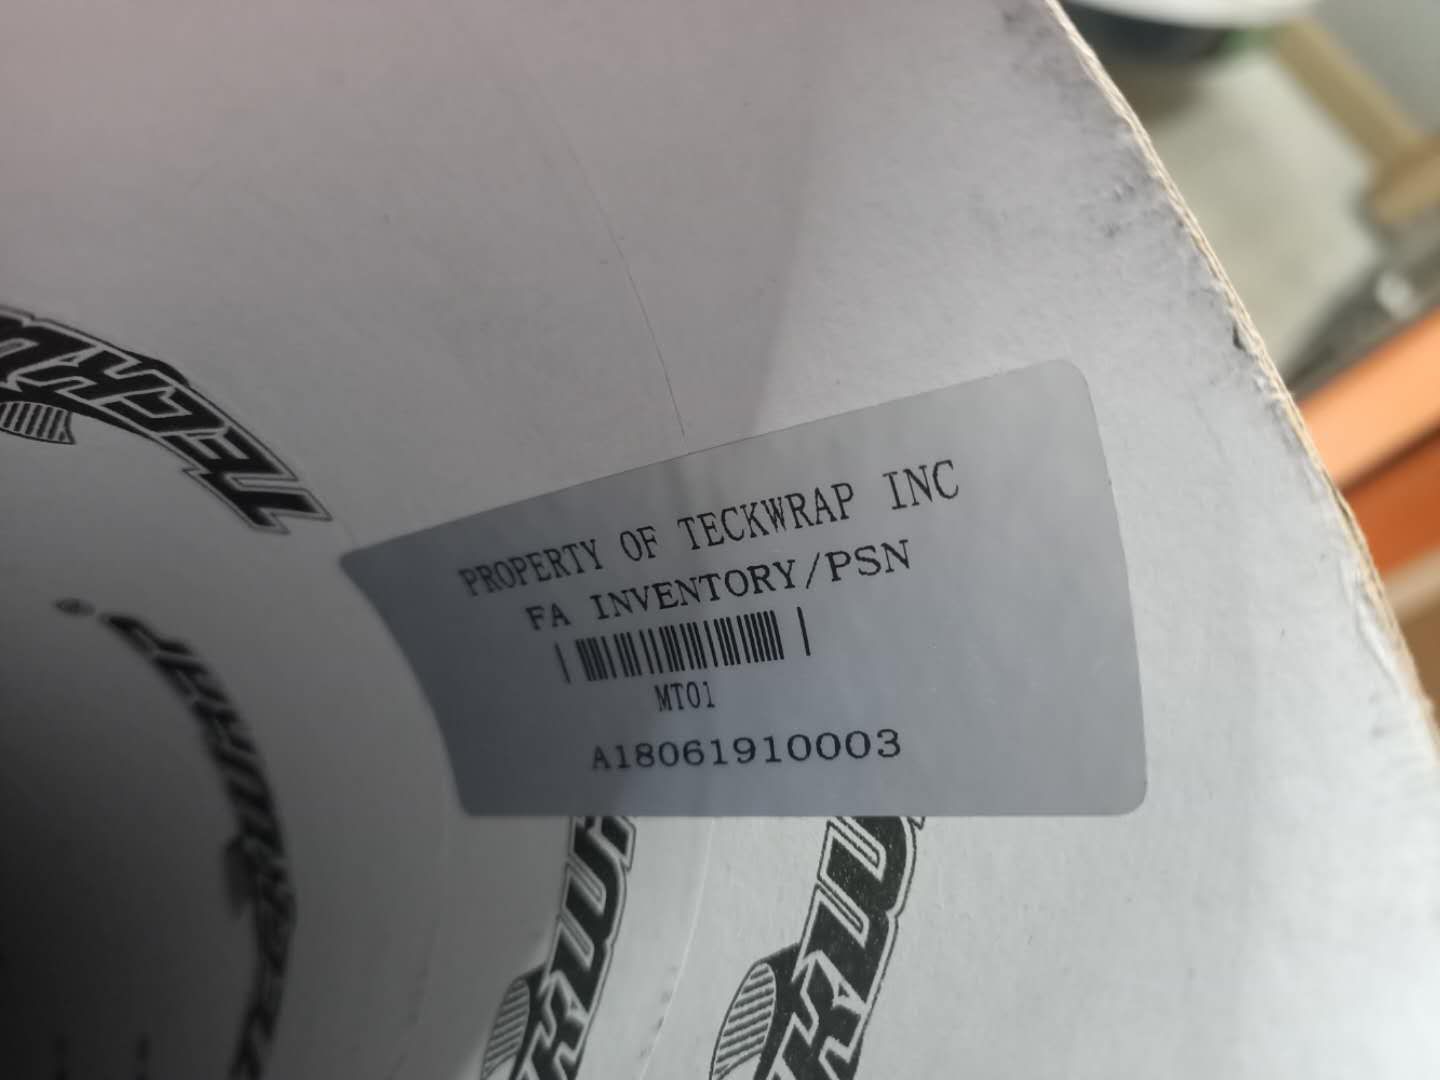 PROPERTY OF TECKWRAP INC
FA INVENTORY/PSN
MT01
A18061910003